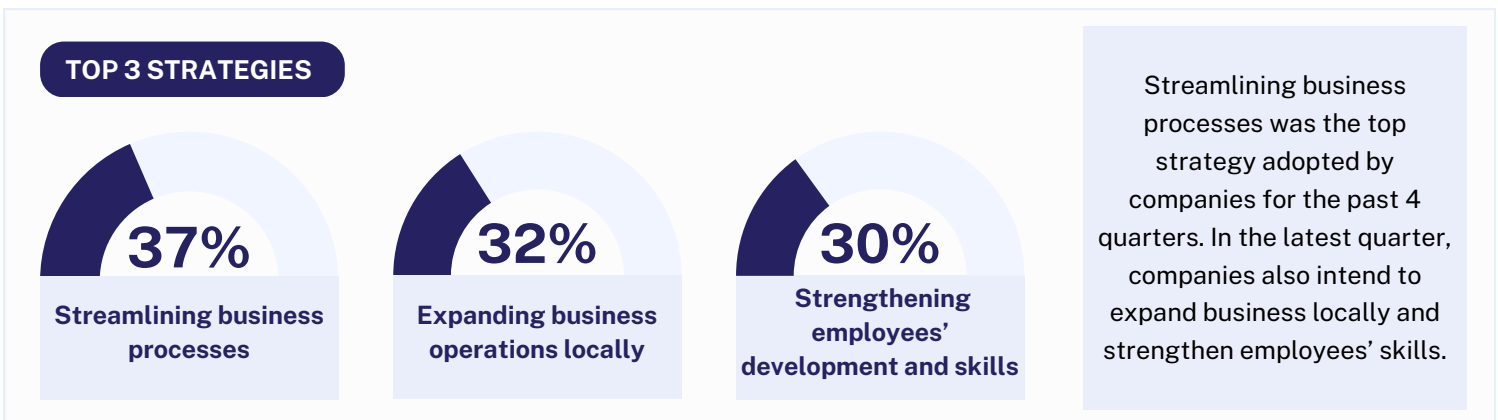 TOP 3 STRATEGIES
37%
Streamlining business
processes
32%
Expanding business
operations locally
30%
Strengthening
employees’
development and skills
Streamlining business
processes was the top
strategy adopted by
companies for the past 4
quarters. In the latest quarter,
companies also intend to
expand business locally and
strengthen employees’ skills.